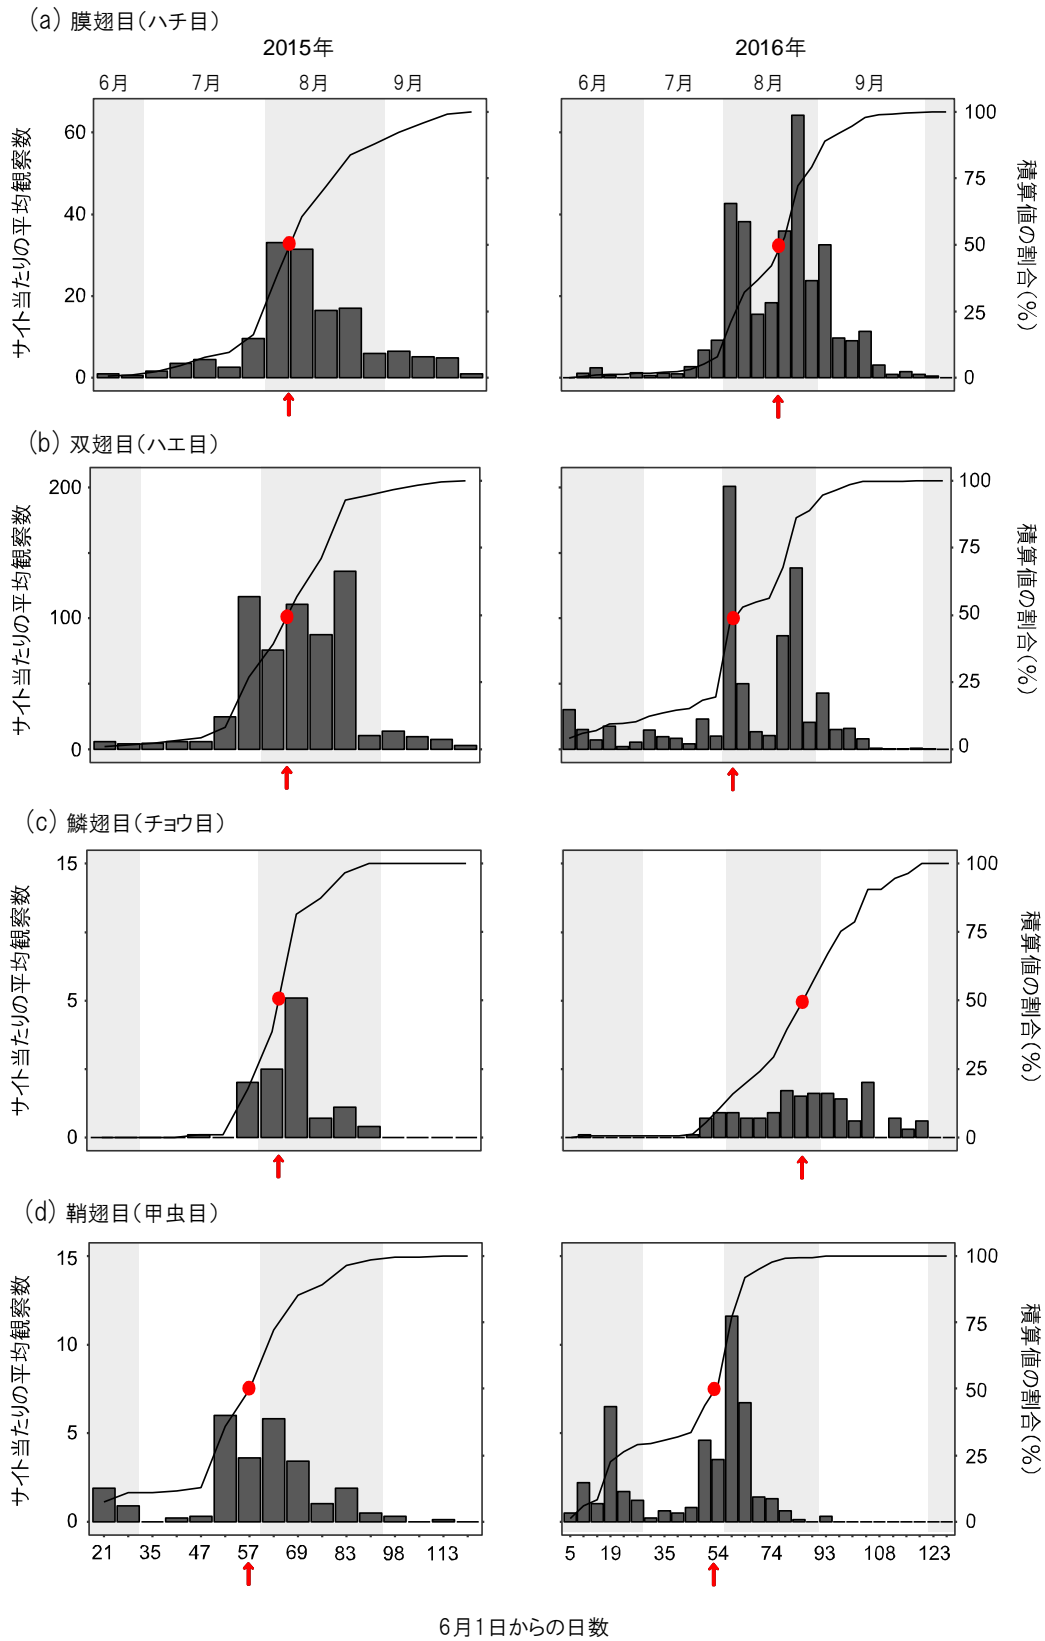 (a) 膜翅目(ハチ目)
2015年
2016年
6月 7月 8月 9月
6月 7月 8月 9月
サイト当たりの平均観察数
60
40
20
0
100
75
50
25
0
積算値の割合(%)
(b) 双翅目(ハエ目)
サイト当たりの平均観察数
200
100
0
100
75
50
25
0
積算値の割合(%)
(c) 鱗翅目(チョウ目)
サイト当たりの平均観察数
15
5
0
100
75
50
25
0
積算値の割合(%)
(d) 鞘翅目(甲虫目)
サイト当たりの平均観察数
15
10
5
0
100
75
50
25
0
積算値の割合(%)
21 35 47 57 69 83 98 113
5 19 35 54 74 93 108 123
6月1日からの日数